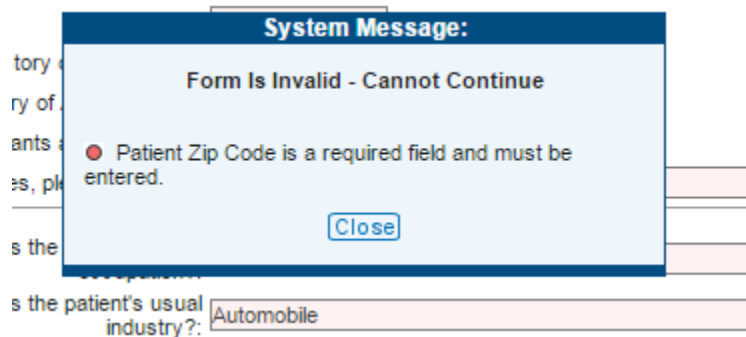 System Message:
tory
Form Is Invalid - Cannot Continue
ry of
ants
Patient Zip Code is a required field and must be
es, entered.
Close
s the
s the patient's usual
industry?: Automobile